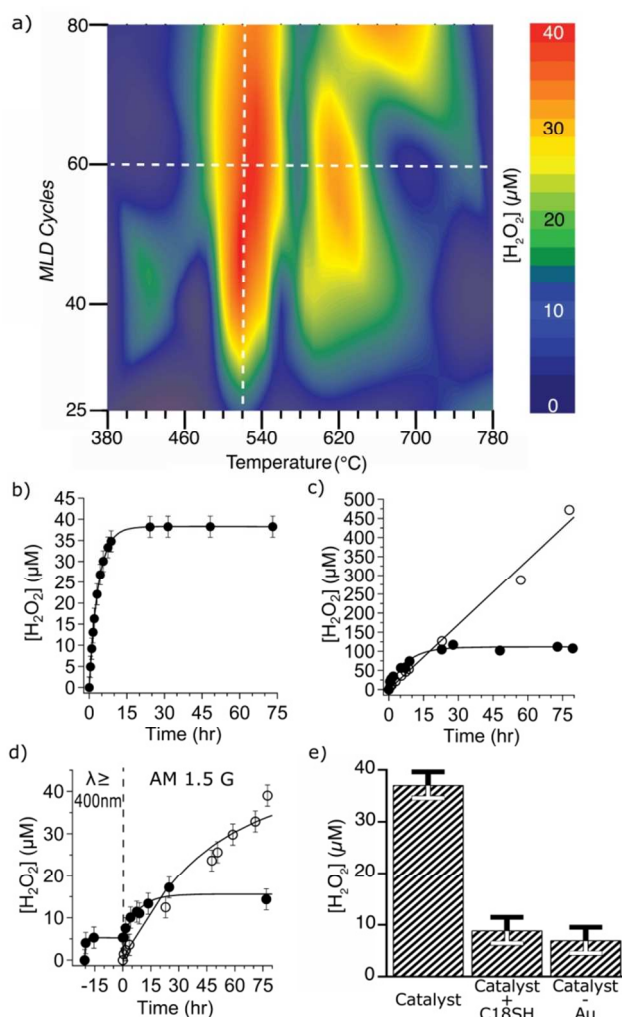 a)
80
60
40
25
MLD Cycles
380 460 540 620 700 780
Temperature (°C)
40
30
20
10
0
[H₂O₂] (µM)
b)
45
40
35
30
25
20
15
10
5
0
[H₂O₂] (µM)
0 15 30 45 60 75
Time (hr)
c)
500
450
400
350
300
250
200
150
100
50
0
[H₂O₂] (µM)
0 15 30 45 60 75
Time (hr)
d)
λ≥
400nm
AM 1.5 G
40
30
20
10
0
[H₂O₂] (µM)
-15 0 15 30 45 60 75
Time (hr)
e)
40
30
20
10
0
[H₂O₂] (µM)
Catalyst
Catalyst
+
C18SH
Catalyst
-
Au